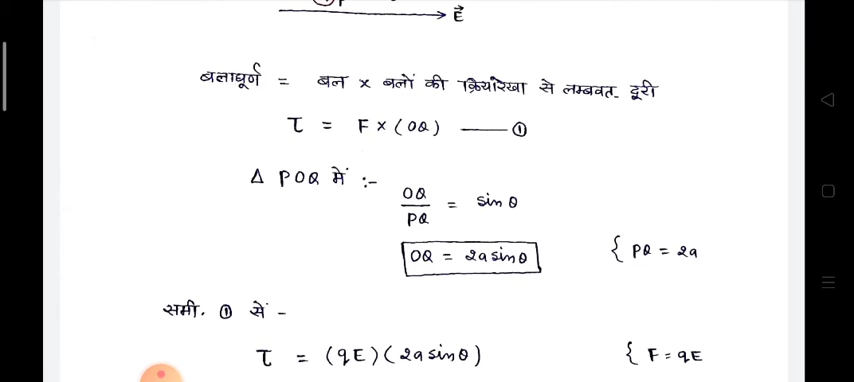 E⃗
बलाघूर्ण = बल × बलों की क्रियारेखा से लम्बवत दूरी
τ = F × (OQ) —— ①
Δ POQ में :-
OQ/PQ = sin θ
OQ = 2a sin θ { PQ = 2a
समी. ① से -
τ = (qE) (2a sin θ) { F = qE